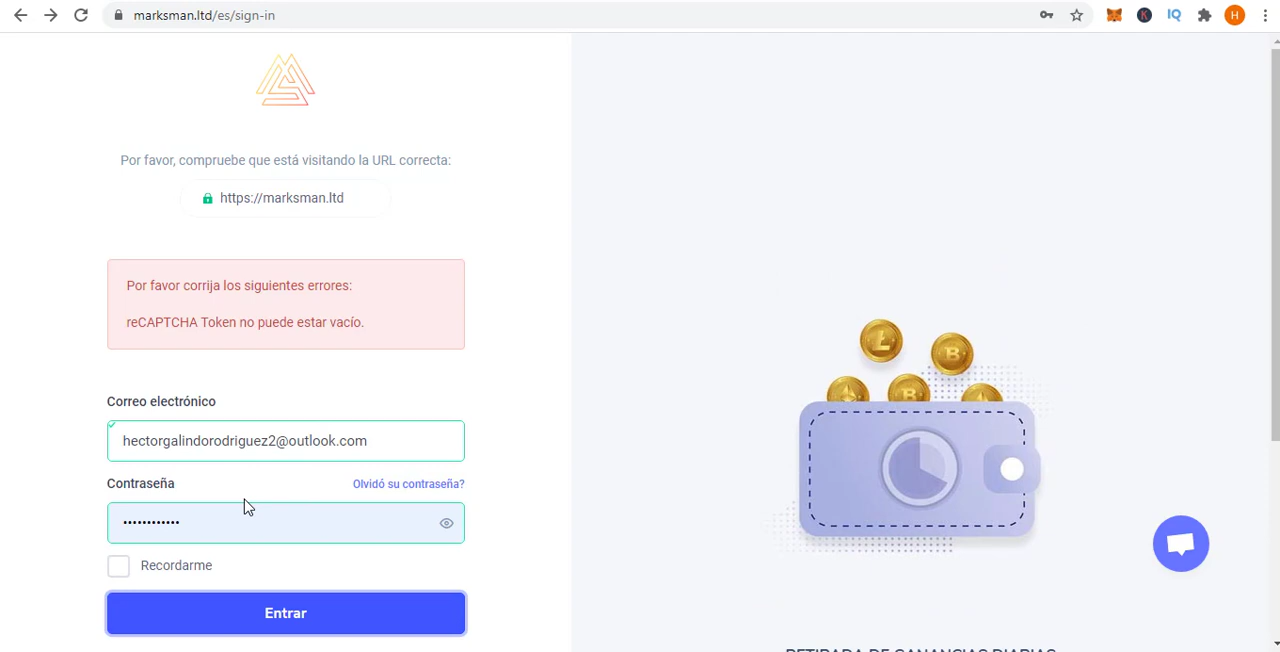 marksman.ltd/es/sign-in
K
IQ
H
Por favor, compruebe que está visitando la URL correcta:
https://marksman.ltd
Por favor corrija los siguientes errores:
reCAPTCHA Token no puede estar vacío.
Correo electrónico
hectorgalindorodriguez2@outlook.com
Contraseña
Olvidó su contraseña?
••••••••••••
Recordarme
Entrar
RETIRADA DE GANANCIAS DIARIAS